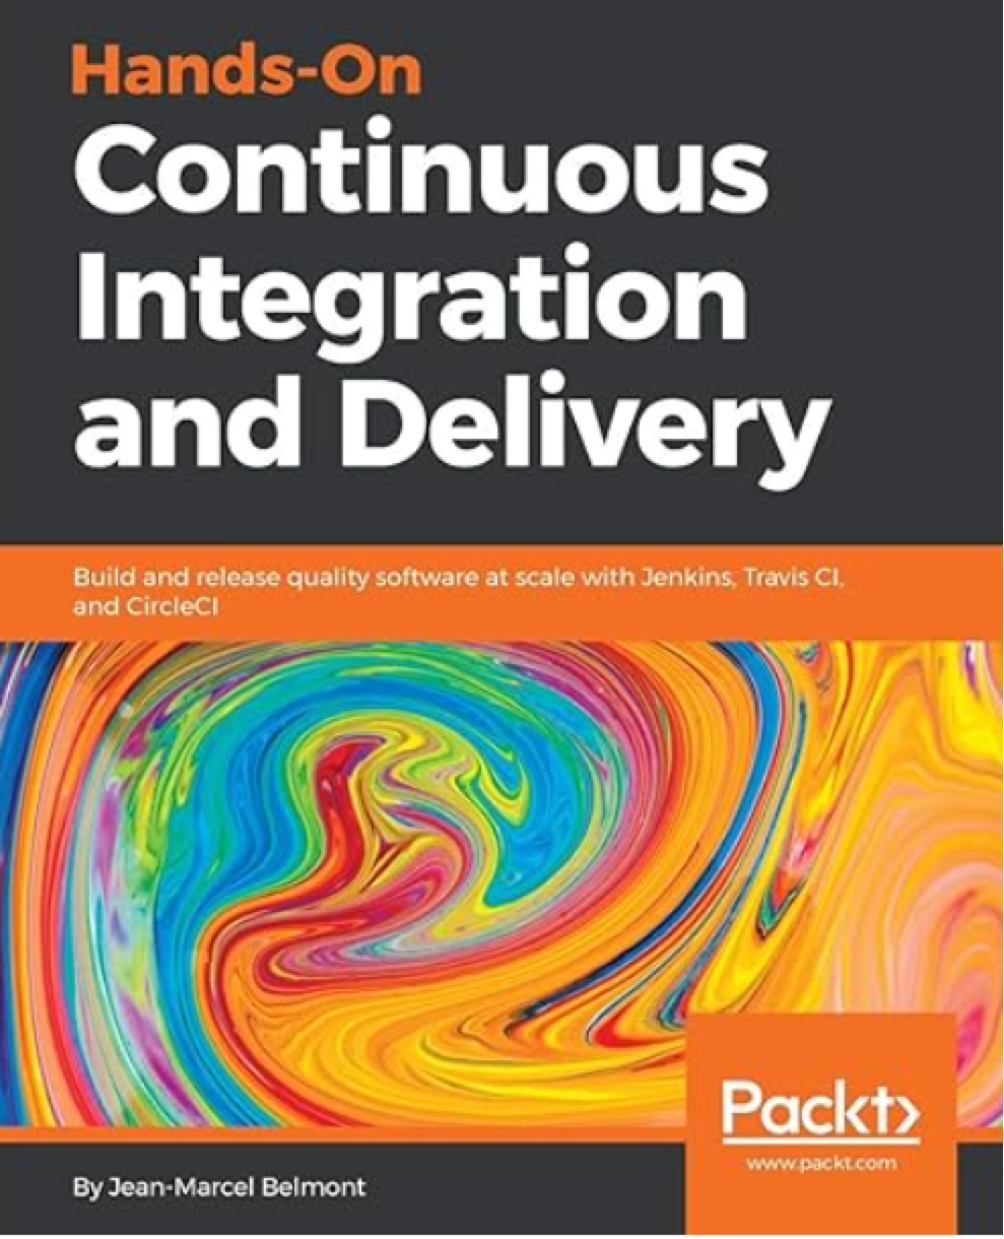 Hands-On
Continuous
Integration
and Delivery
Build and release quality software at scale with Jenkins, Travis CI,
and CircleCI
Packt>
www.packt.com
By Jean-Marcel Belmont